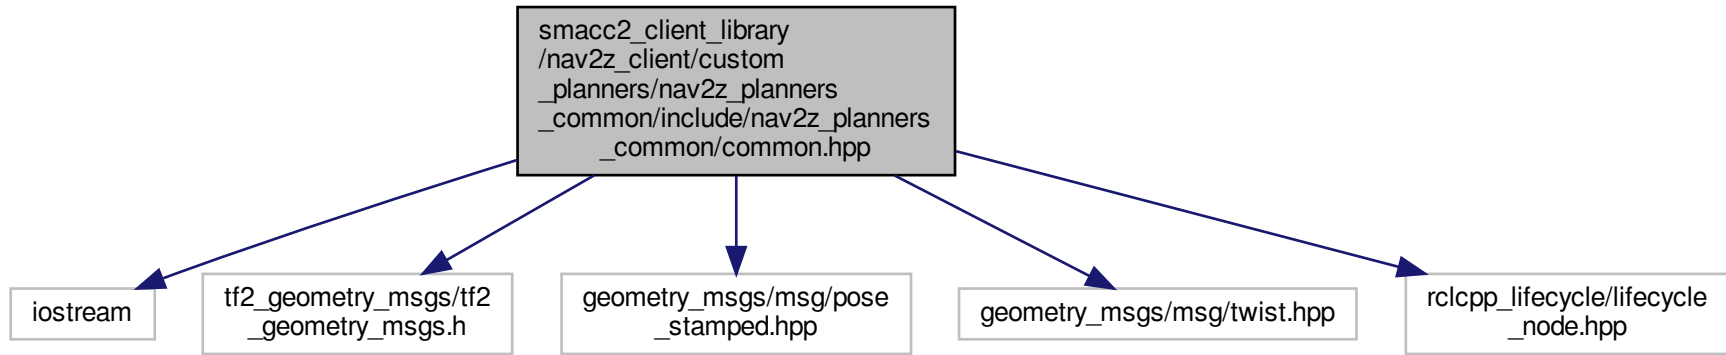 smacc2_client_library
/nav2z_client/custom
_planners/nav2z_planners
_common/include/nav2z_planners
_common/common.hpp
iostream
tf2_geometry_msgs/tf2
_geometry_msgs.h
geometry_msgs/msg/pose
_stamped.hpp
geometry_msgs/msg/twist.hpp
rclcpp_lifecycle/lifecycle
_node.hpp